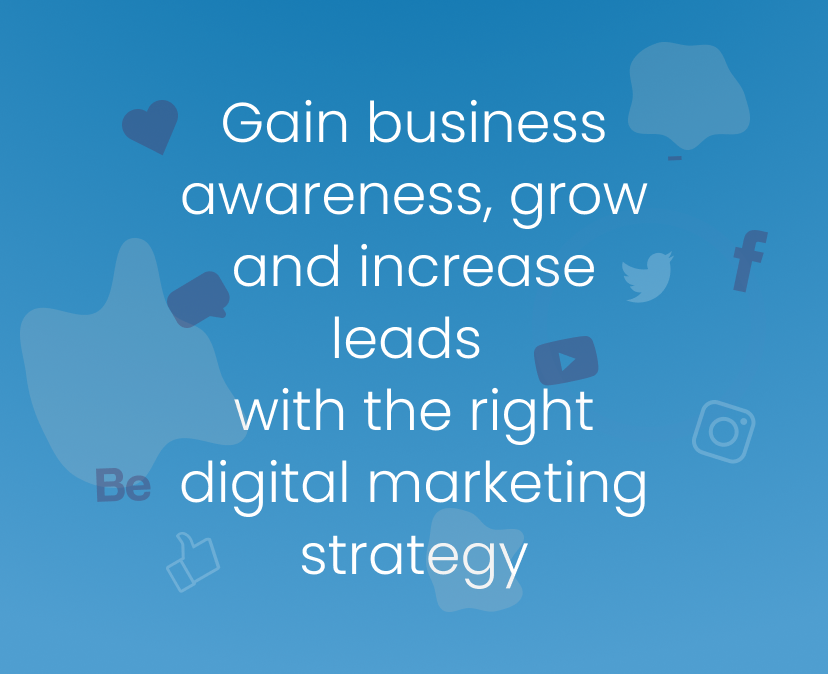 Gain business
awareness, grow
and increase
leads
with the right
digital marketing
strategy
Be